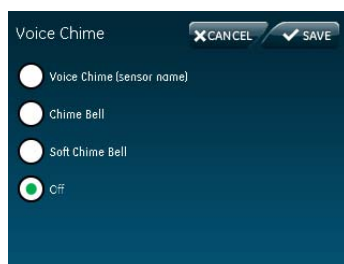 Voice Chime
CANCEL
SAVE
Voice Chime (sensor name)
Chime Bell
Soft Chime Bell
Off